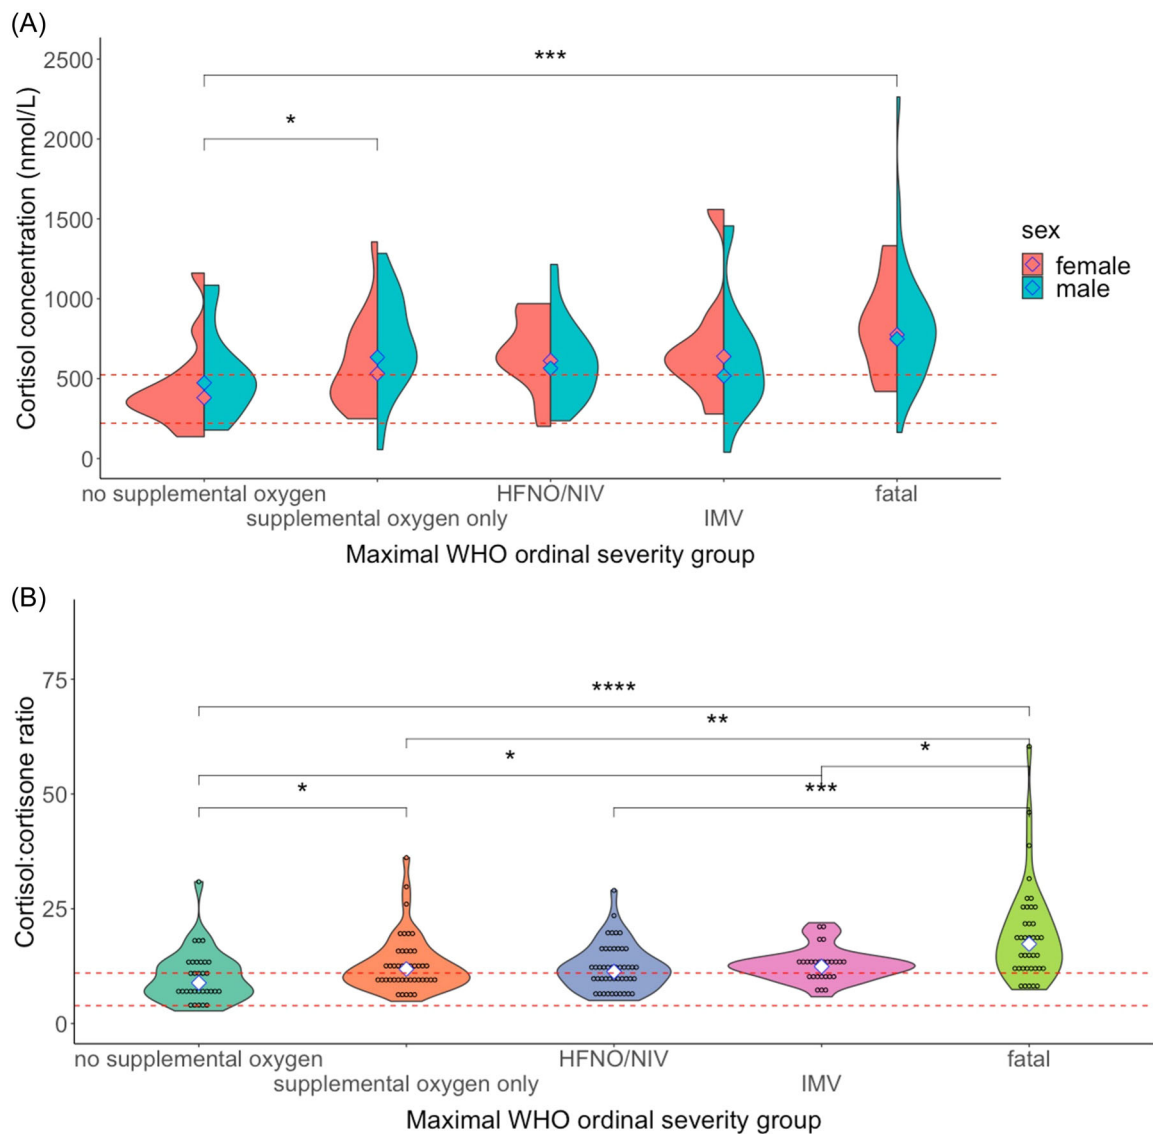 (A)
Cortisol concentration (nmol/L)
2500
2000
1500
1000
500
0
***
*
sex
female
male
no supplemental oxygen
supplemental oxygen only
HFNO/NIV
IMV
fatal
Maximal WHO ordinal severity group
(B)
Cortisol:cortisone ratio
75
50
25
0
****
**
*
*
*
***
no supplemental oxygen
supplemental oxygen only
HFNO/NIV
IMV
fatal
Maximal WHO ordinal severity group